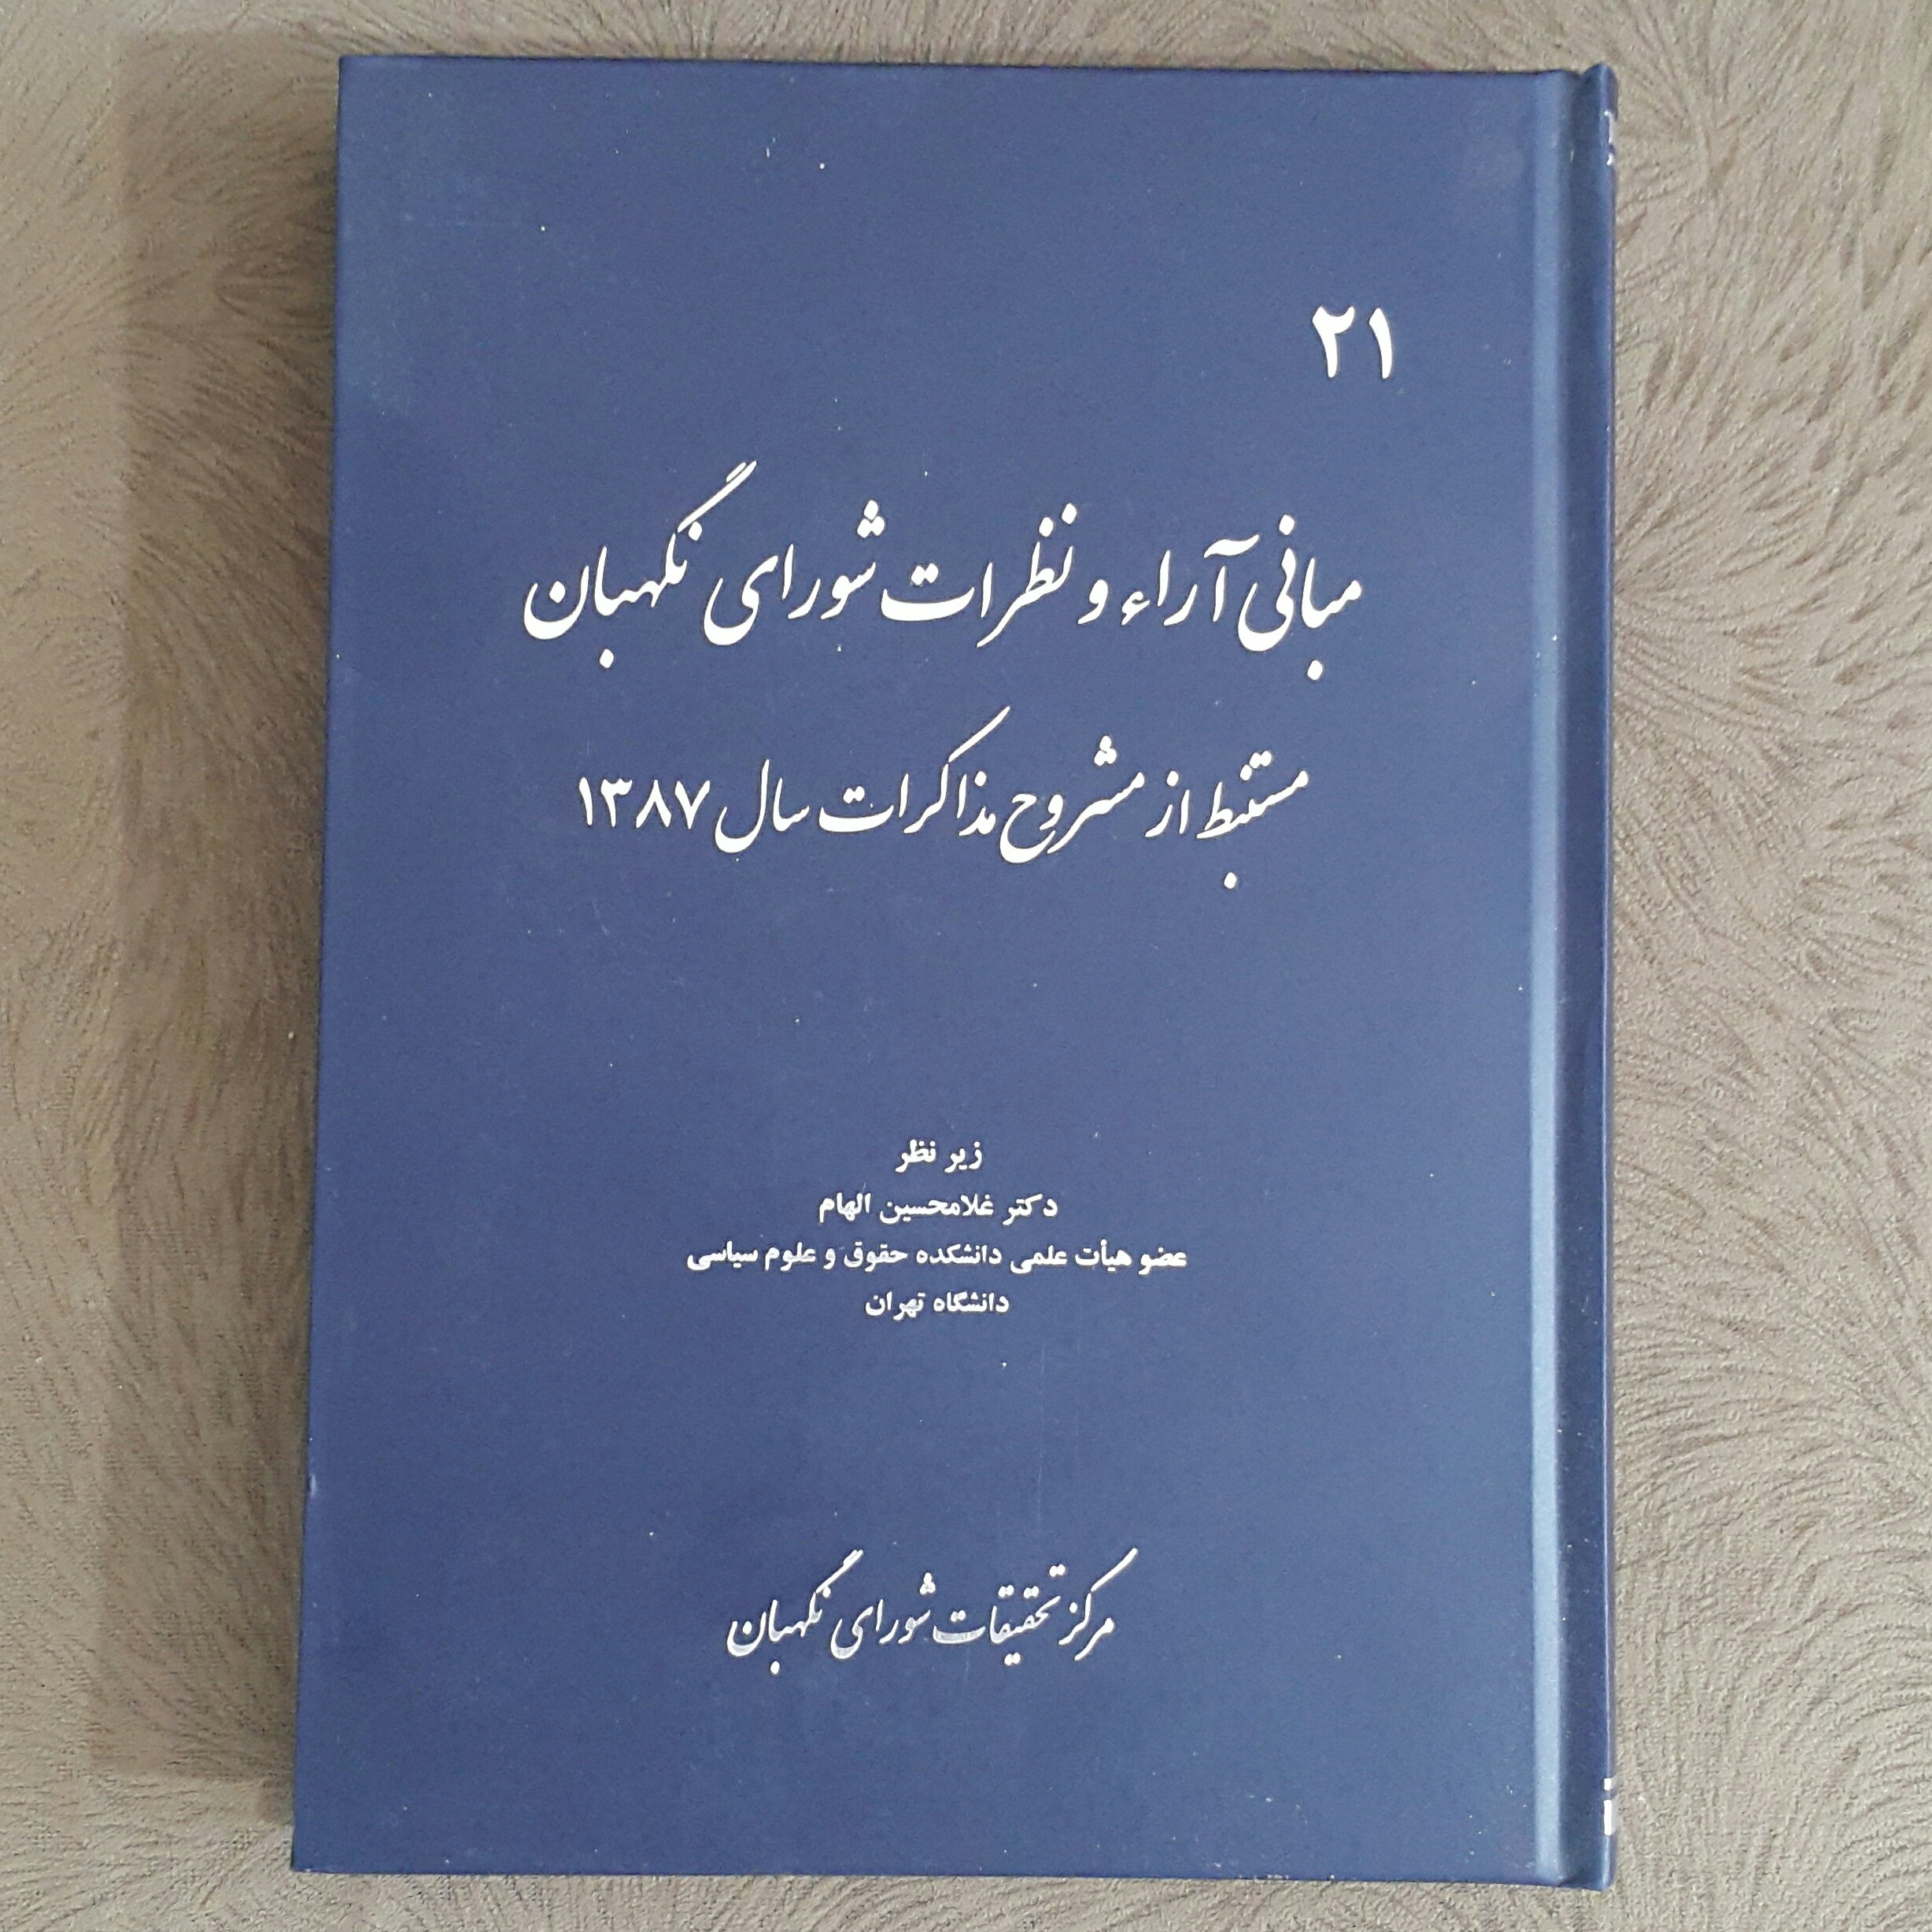 ۲۱
مبانی آراء و نظرات شورای نگهبان
مستنبط از مشروح مذاکرات سال ۱۳۸۷
زیر نظر
دکتر غلامحسین الهام
عضو هیأت علمی دانشکده حقوق و علوم سیاسی
دانشگاه تهران
مرکز تحقیقات شورای نگهبان